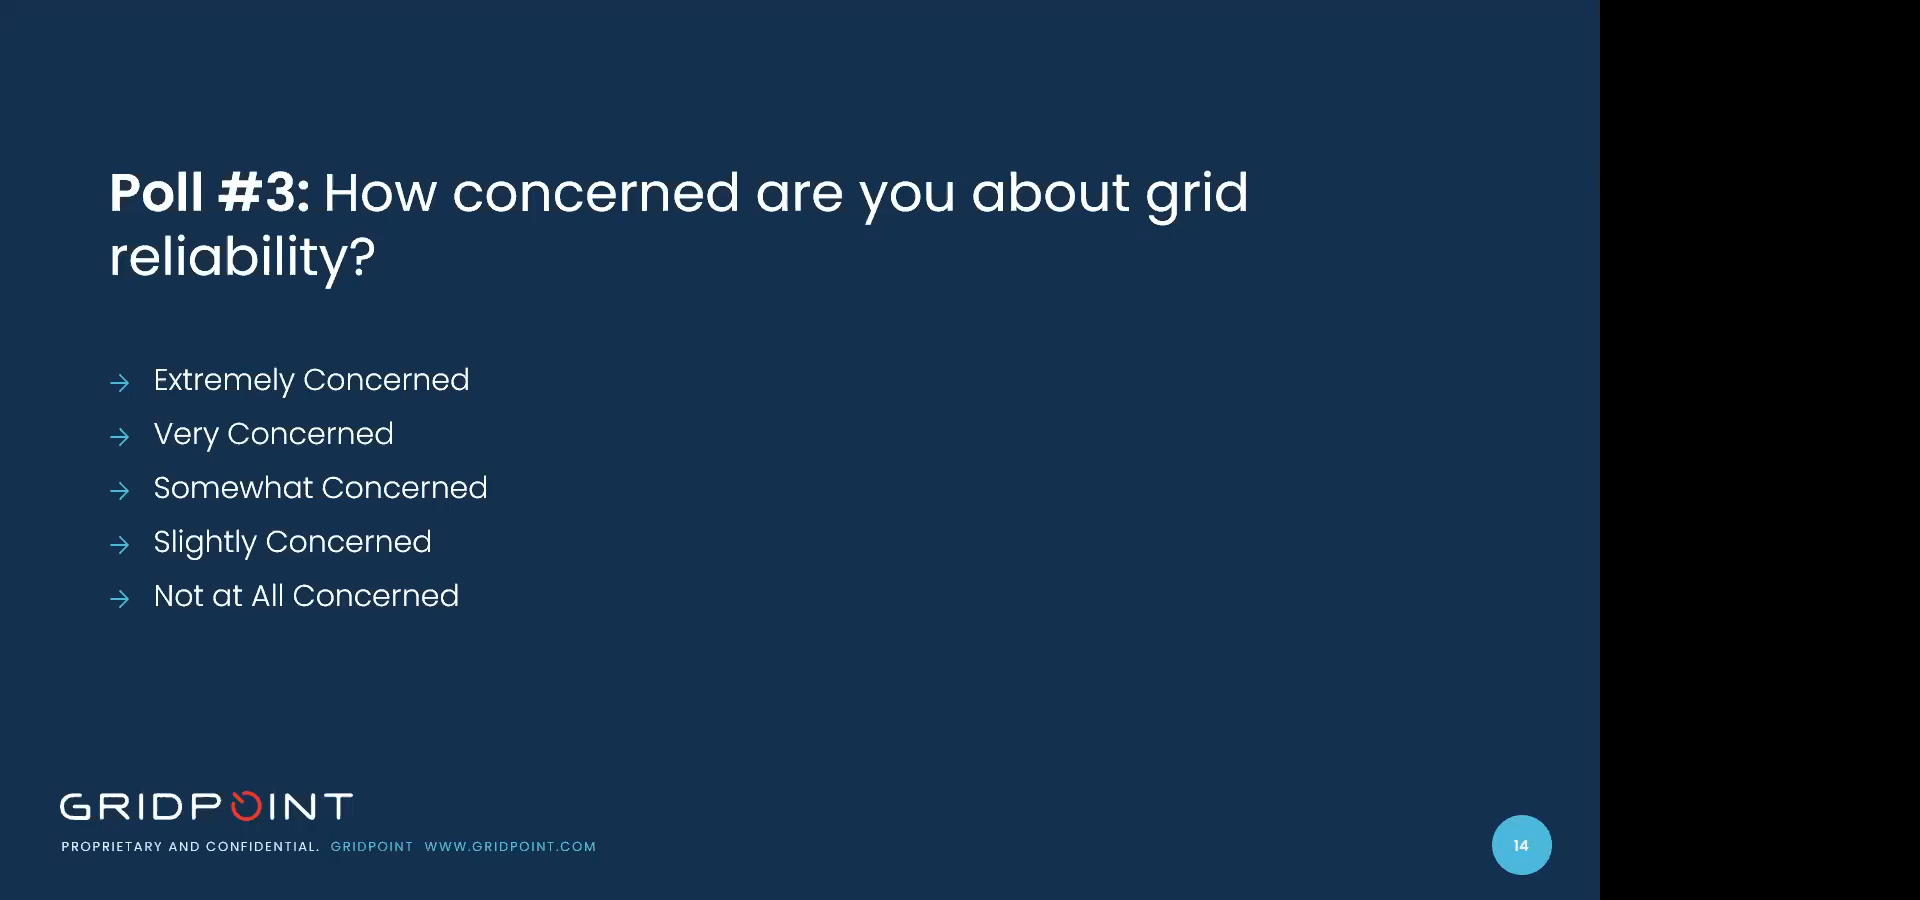 Poll #3: How concerned are you about grid
reliability?
→ Extremely Concerned
→ Very Concerned
→ Somewhat Concerned
→ Slightly Concerned
→ Not at All Concerned
GRIDPOINT
PROPRIETARY AND CONFIDENTIAL. GRIDPOINT WWW.GRIDPOINT.COM
14